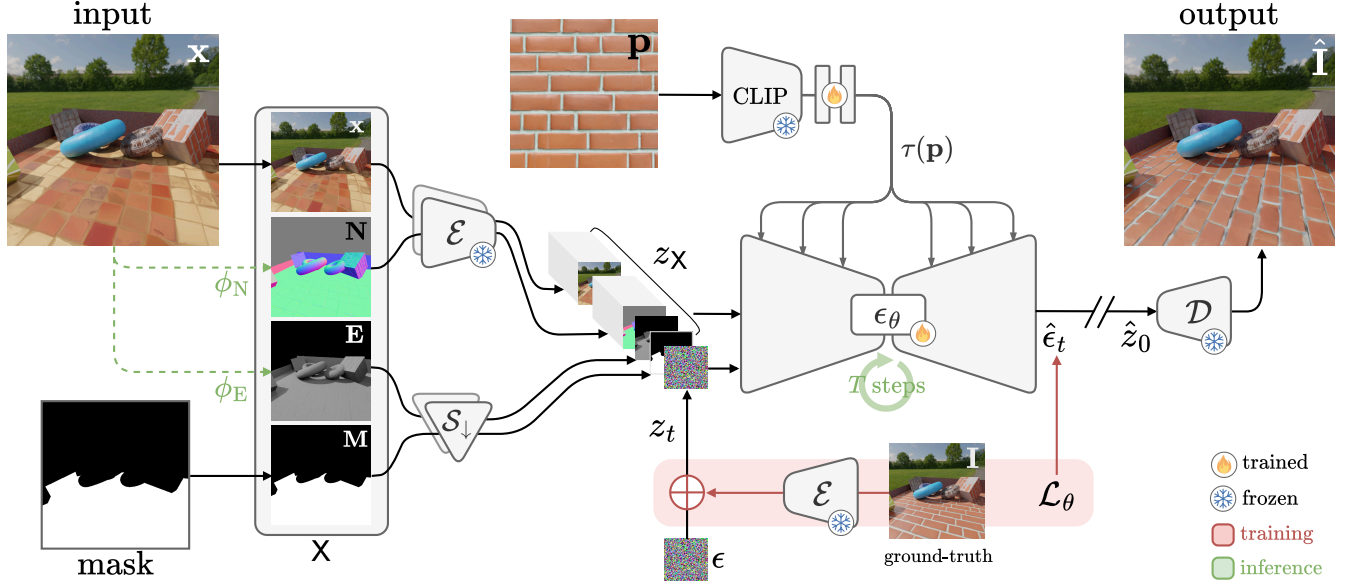 input
x
p
CLIP
output
Î
x
τ(p)
N
ε
z_X
ϕ_N
E
ϵ_θ
ϵ̂_t
ẑ_0
D
T steps
ϕ_E
S_↓
M
z_t
I
trained
ε
L_θ
frozen
training
mask
X
ϵ
ground-truth
inference